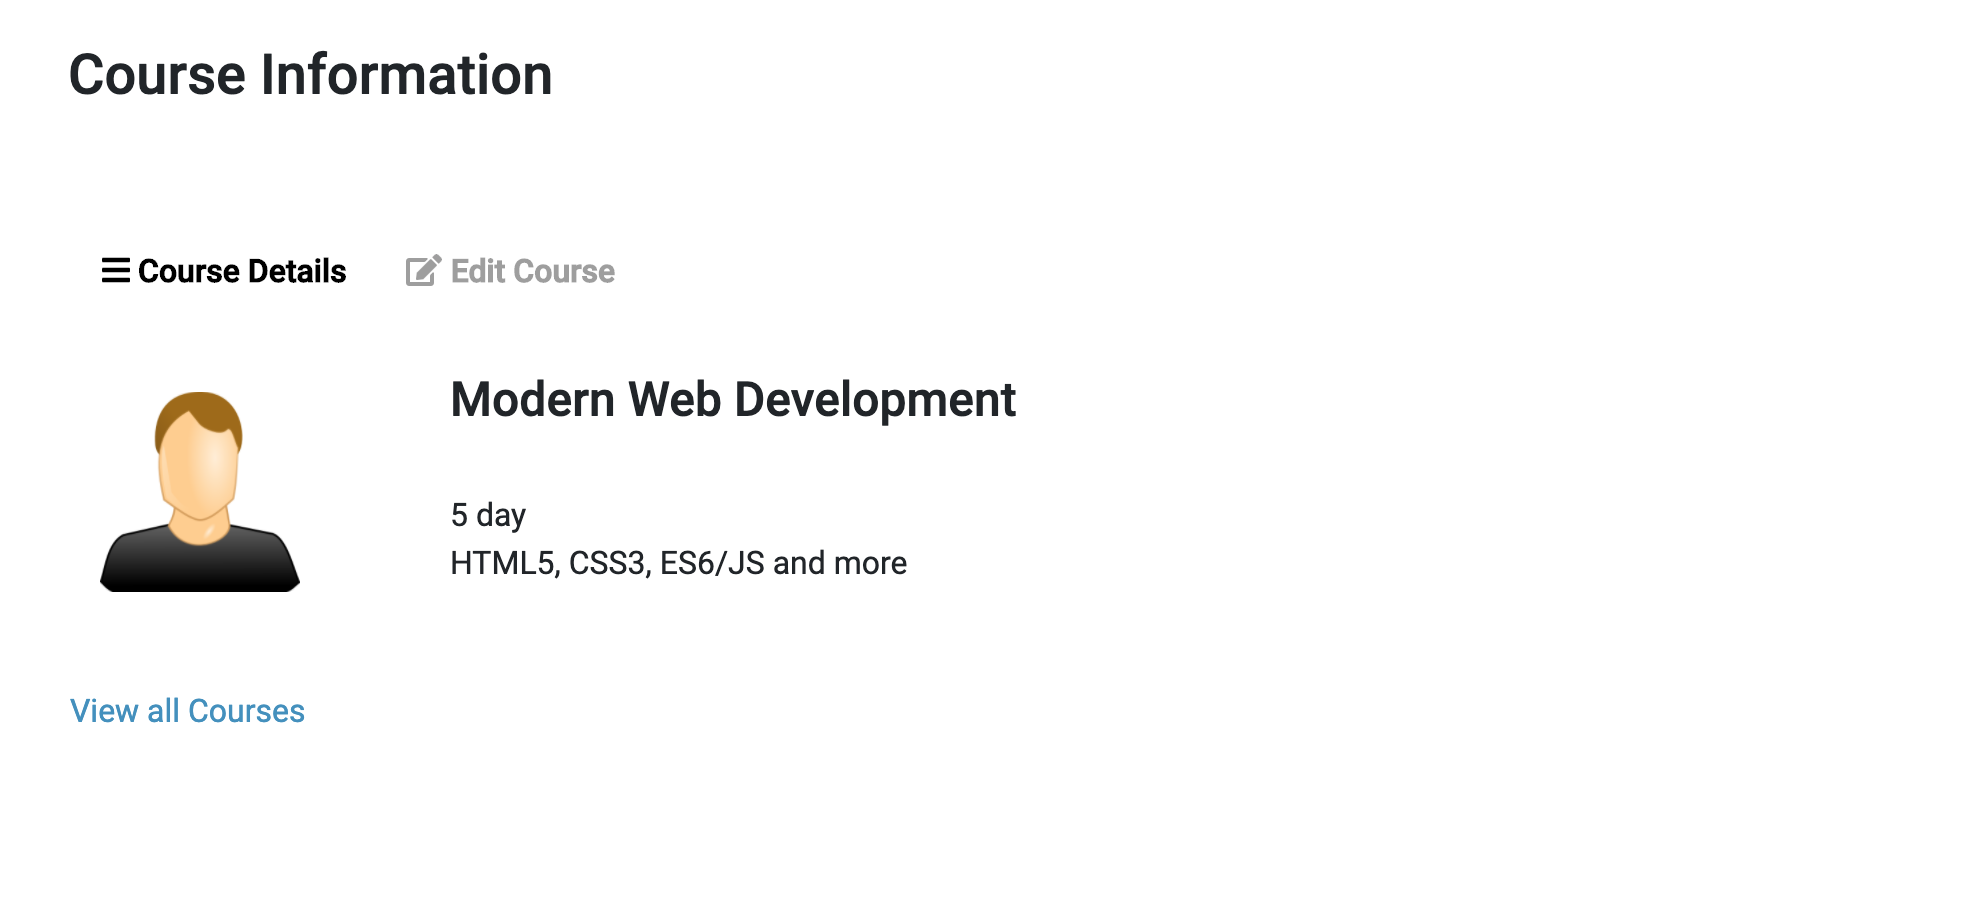 Course Information
Course Details
Edit Course
Modern Web Development
5 day
HTML5, CSS3, ES6/JS and more
View all Courses